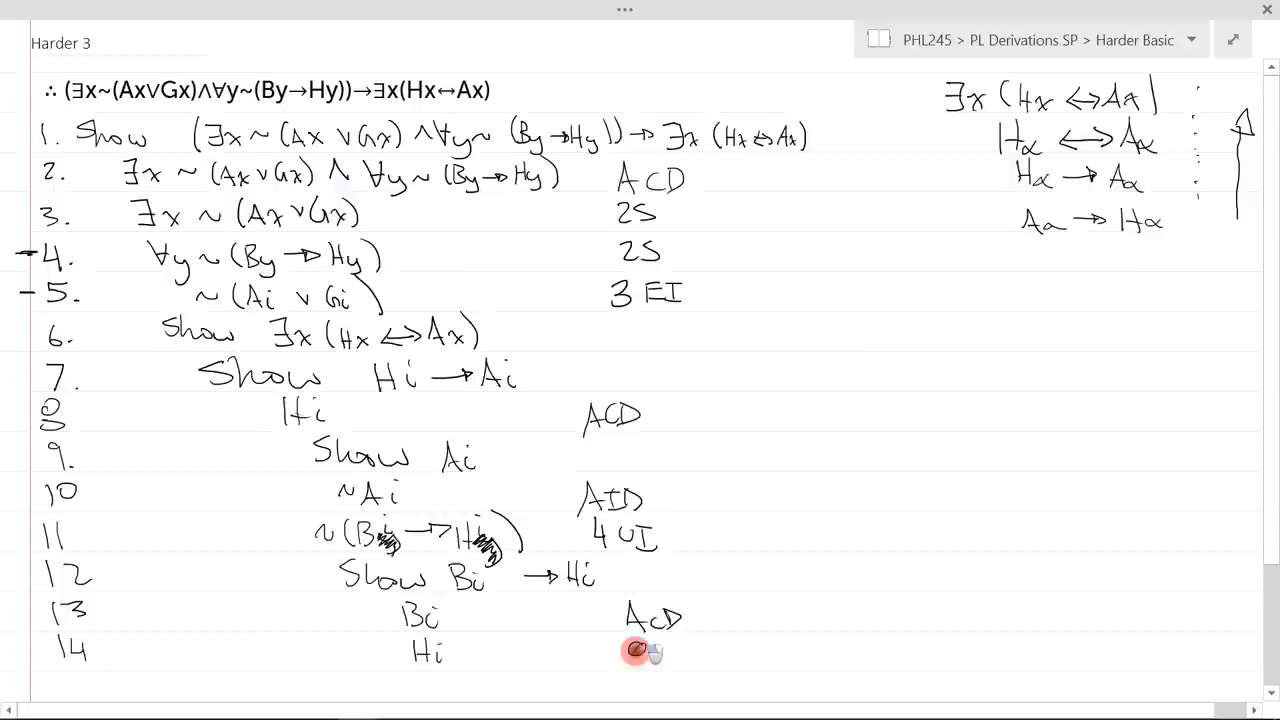 Harder 3
PHL245 > PL Derivations SP > Harder Basic
∴ (∃x~(Ax∨Gx)∧∀y~(By→Hy))→∃x(Hx↔Ax)
1. Show (∃x ~ (Ax ∨ Gx) ∧ ∀y~ (By → Hy)) → ∃x (Hx ↔ Ax)
2. ∃x ~ (Ax ∨ Gx) ∧ ∀y ~ (By → Hy) ACD
3. ∃x ~ (Ax ∨ Gx) 2S
4. ∀y ~ (By → Hy) 2S
5. ~ (Ai ∨ Gi) 3 EI
6. Show ∃x (Hx ↔ Ax)
7. Show Hi → Ai
8 Hi ACD
9. Show Ai
10 ~Ai AID
11 ~(Bi → Hi) 4 UI
12 Show Bi → Hi
13 Bi ACD
14 Hi
∃x (Hx ↔ Ax)
Hα ↔ Aα
Hα → Aα
Aα → Hα